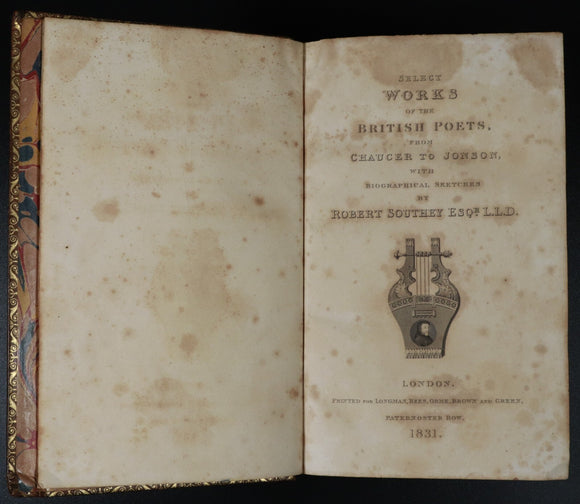 SELECT
WORKS
OF THE
BRITISH POETS,
FROM
CHAUCER TO JONSON,
WITH
BIOGRAPHICAL SKETCHES
BY
ROBERT SOUTHEY ESQR. L.L.D.
LONDON.
PRINTED FOR LONGMAN, REES, ORME, BROWN AND GREEN,
PATERNOSTER ROW.
1831.